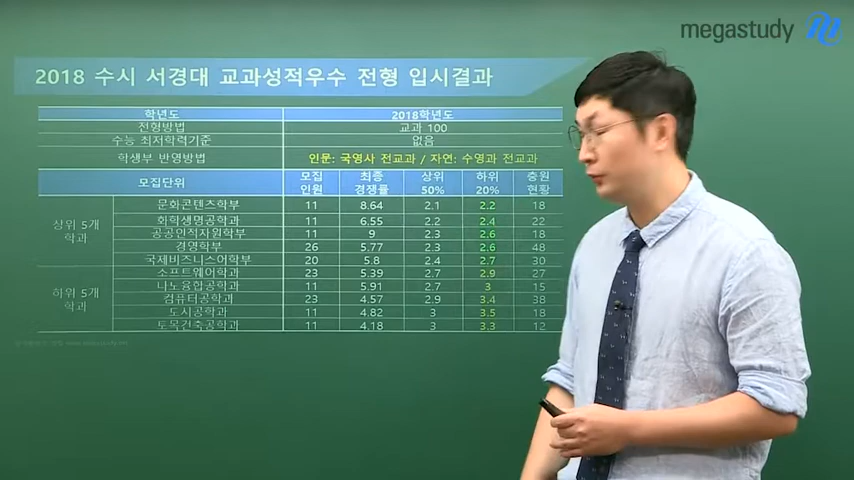 megastudy
2018 수시 서경대 교과성적우수 전형 입시결과
학년도 2018학년도
전형방법 교과 100
수능 최저학력기준 없음
학생부 반영방법 인문: 국영사 전교과 / 자연: 수영과 전교과
모집단위 모집인원 최종경쟁률 상위50% 하위20% 충원현황
상위 5개 학과
문화콘텐츠학부 11 8.64 2.1 2.2 18
화학생명공학과 11 6.55 2.2 2.4 22
공공인적자원학부 11 9 2.3 2.6 18
경영학부 26 5.77 2.3 2.6 48
국제비즈니스어학부 20 5.8 2.4 2.7 30
하위 5개 학과
소프트웨어학과 23 5.39 2.7 2.9 27
나노융합공학과 11 5.91 2.7 3 15
컴퓨터공학과 23 4.57 2.9 3.4 38
도시공학과 11 4.82 3 3.5 18
토목건축공학과 11 4.18 3 3.3 12